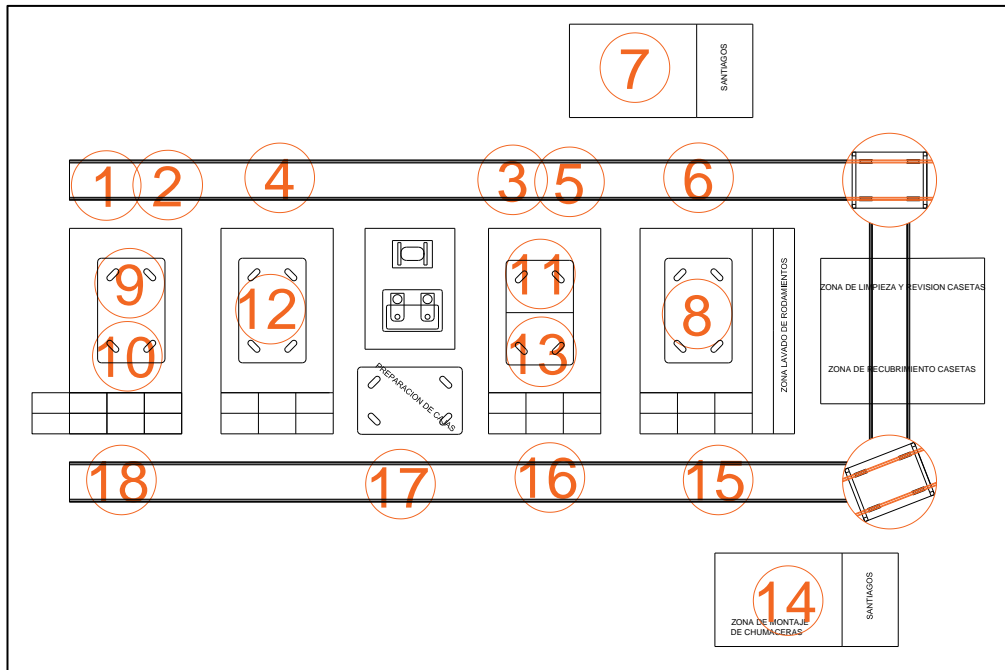 7
SANTIAGOS
1
2
4
3
5
6
9
10
12
11
13
8
ZONA LAVADO DE RODAMIENTOS
ZONA DE LIMPIEZA Y REVISION CASETAS
ZONA DE RECUBRIMIENTO CASETAS
PREPARACION DE CAJAS
18
17
16
15
14
ZONA DE MONTAJE
DE CHUMACERAS
SANTIAGOS